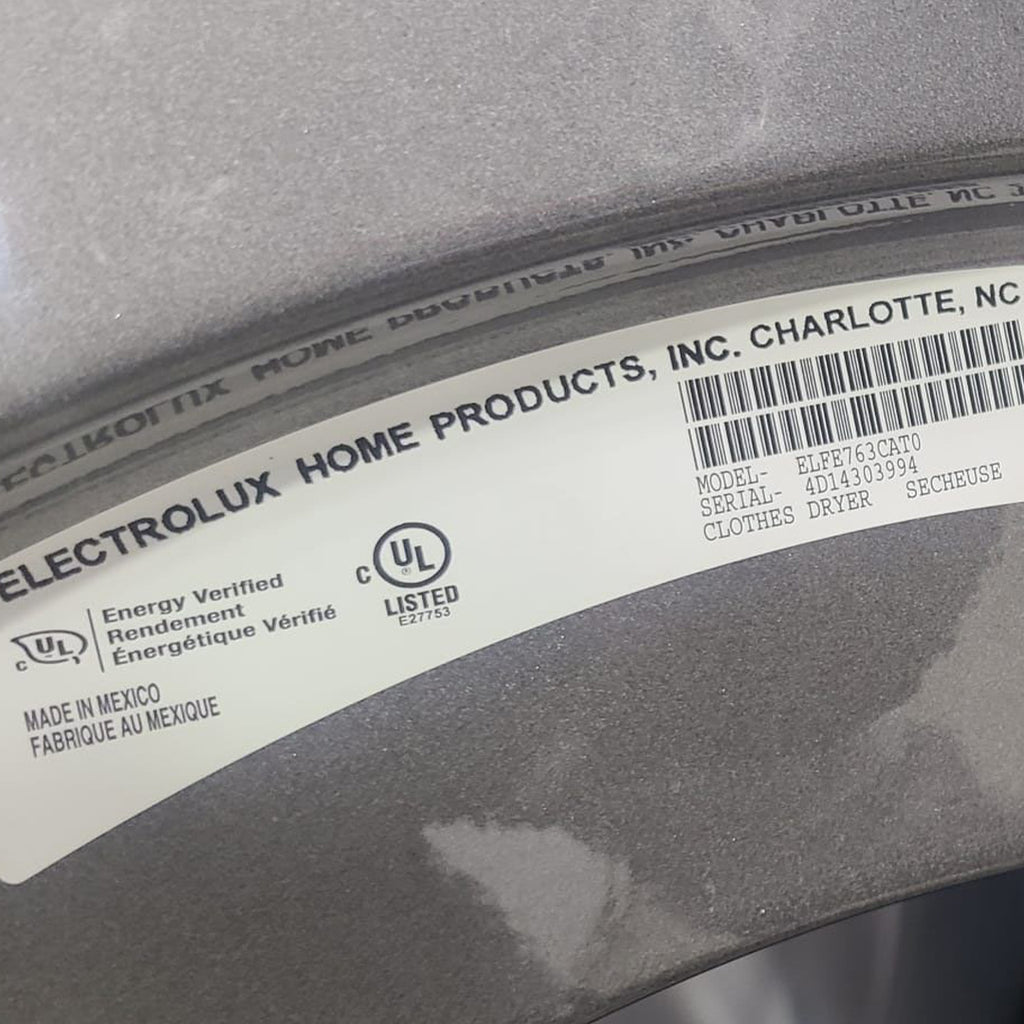 ELECTROLUX HOME PRODUCTS, INC. CHARLOTTE, NC
MODEL- ELFE763CAT0
SERIAL- 4D14303994
CLOTHES DRYER SECHEUSE
C UL ®
LISTED
E27753
C UL
Energy Verified
Rendement
Énergétique Vérifié
MADE IN MEXICO
FABRIQUE AU MEXIQUE